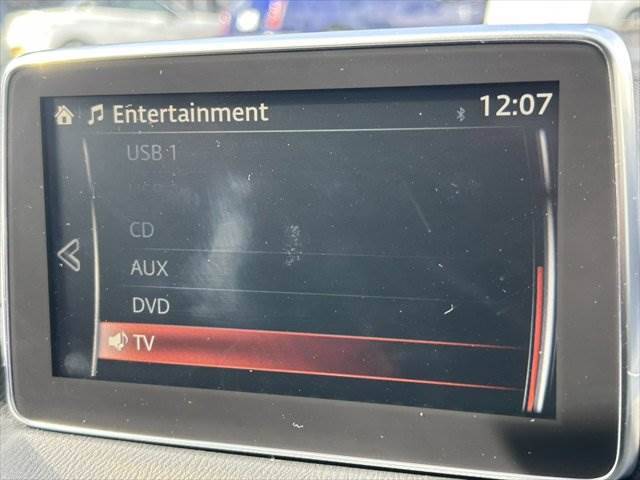 Entertainment 12:07
USB 1
CD
AUX
DVD
TV